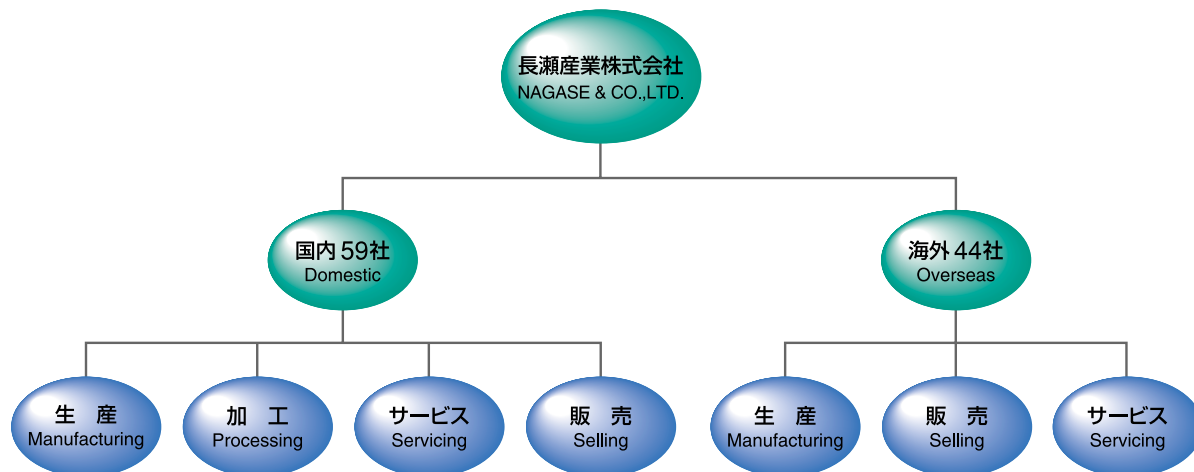 長瀬産業株式会社
NAGASE & CO.,LTD.
国内 59社
Domestic
海外 44社
Overseas
生 産
Manufacturing
加 工
Processing
サービス
Servicing
販 売
Selling
生 産
Manufacturing
販 売
Selling
サービス
Servicing